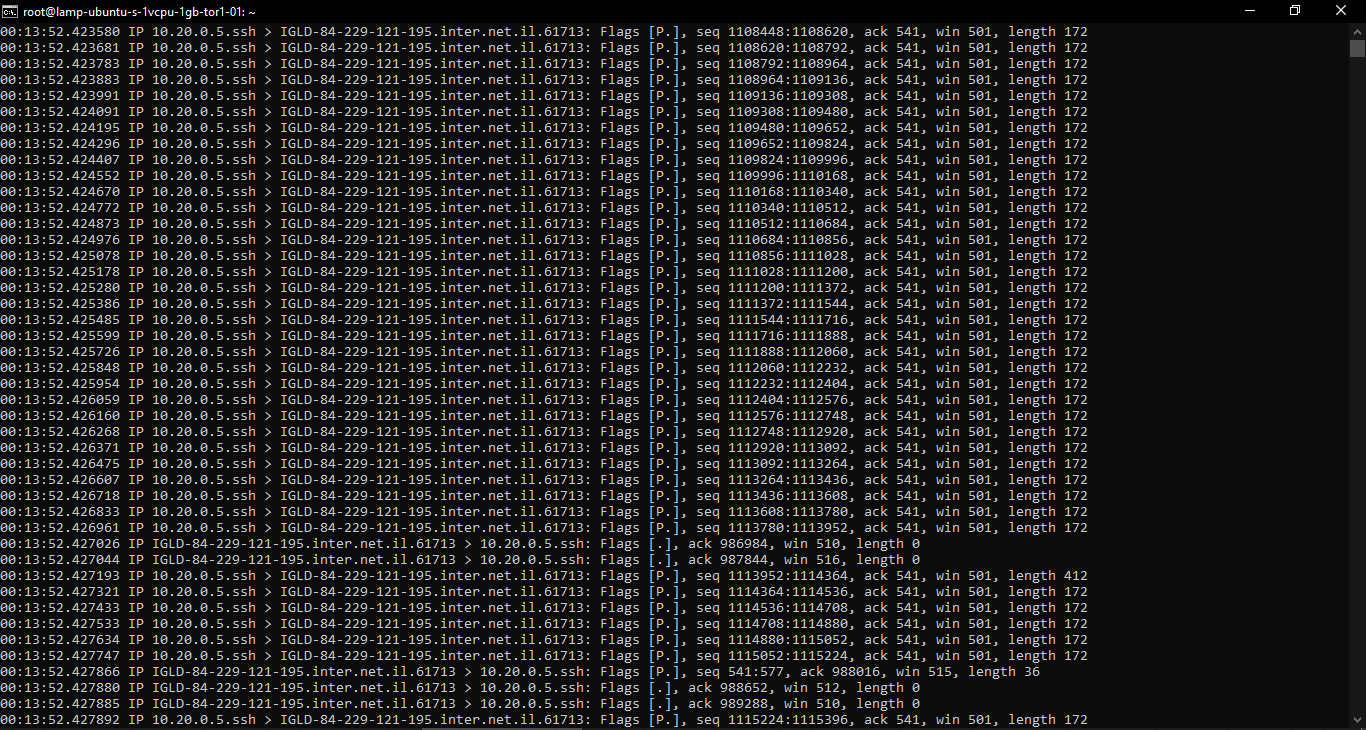 root@lamp-ubuntu-s-1vcpu-1gb-tor1-01: ~
00:13:52.423580 IP 10.20.0.5.ssh > IGLD-84-229-121-195.inter.net.il.61713: Flags [P.], seq 1108448:1108620, ack 541, win 501, length 172
00:13:52.423681 IP 10.20.0.5.ssh > IGLD-84-229-121-195.inter.net.il.61713: Flags [P.], seq 1108620:1108792, ack 541, win 501, length 172
00:13:52.423783 IP 10.20.0.5.ssh > IGLD-84-229-121-195.inter.net.il.61713: Flags [P.], seq 1108792:1108964, ack 541, win 501, length 172
00:13:52.423883 IP 10.20.0.5.ssh > IGLD-84-229-121-195.inter.net.il.61713: Flags [P.], seq 1108964:1109136, ack 541, win 501, length 172
00:13:52.423991 IP 10.20.0.5.ssh > IGLD-84-229-121-195.inter.net.il.61713: Flags [P.], seq 1109136:1109308, ack 541, win 501, length 172
00:13:52.424091 IP 10.20.0.5.ssh > IGLD-84-229-121-195.inter.net.il.61713: Flags [P.], seq 1109308:1109480, ack 541, win 501, length 172
00:13:52.424195 IP 10.20.0.5.ssh > IGLD-84-229-121-195.inter.net.il.61713: Flags [P.], seq 1109480:1109652, ack 541, win 501, length 172
00:13:52.424296 IP 10.20.0.5.ssh > IGLD-84-229-121-195.inter.net.il.61713: Flags [P.], seq 1109652:1109824, ack 541, win 501, length 172
00:13:52.424407 IP 10.20.0.5.ssh > IGLD-84-229-121-195.inter.net.il.61713: Flags [P.], seq 1109824:1109996, ack 541, win 501, length 172
00:13:52.424552 IP 10.20.0.5.ssh > IGLD-84-229-121-195.inter.net.il.61713: Flags [P.], seq 1109996:1110168, ack 541, win 501, length 172
00:13:52.424670 IP 10.20.0.5.ssh > IGLD-84-229-121-195.inter.net.il.61713: Flags [P.], seq 1110168:1110340, ack 541, win 501, length 172
00:13:52.424772 IP 10.20.0.5.ssh > IGLD-84-229-121-195.inter.net.il.61713: Flags [P.], seq 1110340:1110512, ack 541, win 501, length 172
00:13:52.424873 IP 10.20.0.5.ssh > IGLD-84-229-121-195.inter.net.il.61713: Flags [P.], seq 1110512:1110684, ack 541, win 501, length 172
00:13:52.424976 IP 10.20.0.5.ssh > IGLD-84-229-121-195.inter.net.il.61713: Flags [P.], seq 1110684:1110856, ack 541, win 501, length 172
00:13:52.425078 IP 10.20.0.5.ssh > IGLD-84-229-121-195.inter.net.il.61713: Flags [P.], seq 1110856:1111028, ack 541, win 501, length 172
00:13:52.425178 IP 10.20.0.5.ssh > IGLD-84-229-121-195.inter.net.il.61713: Flags [P.], seq 1111028:1111200, ack 541, win 501, length 172
00:13:52.425280 IP 10.20.0.5.ssh > IGLD-84-229-121-195.inter.net.il.61713: Flags [P.], seq 1111200:1111372, ack 541, win 501, length 172
00:13:52.425386 IP 10.20.0.5.ssh > IGLD-84-229-121-195.inter.net.il.61713: Flags [P.], seq 1111372:1111544, ack 541, win 501, length 172
00:13:52.425485 IP 10.20.0.5.ssh > IGLD-84-229-121-195.inter.net.il.61713: Flags [P.], seq 1111544:1111716, ack 541, win 501, length 172
00:13:52.425599 IP 10.20.0.5.ssh > IGLD-84-229-121-195.inter.net.il.61713: Flags [P.], seq 1111716:1111888, ack 541, win 501, length 172
00:13:52.425726 IP 10.20.0.5.ssh > IGLD-84-229-121-195.inter.net.il.61713: Flags [P.], seq 1111888:1112060, ack 541, win 501, length 172
00:13:52.425848 IP 10.20.0.5.ssh > IGLD-84-229-121-195.inter.net.il.61713: Flags [P.], seq 1112060:1112232, ack 541, win 501, length 172
00:13:52.425954 IP 10.20.0.5.ssh > IGLD-84-229-121-195.inter.net.il.61713: Flags [P.], seq 1112232:1112404, ack 541, win 501, length 172
00:13:52.426059 IP 10.20.0.5.ssh > IGLD-84-229-121-195.inter.net.il.61713: Flags [P.], seq 1112404:1112576, ack 541, win 501, length 172
00:13:52.426160 IP 10.20.0.5.ssh > IGLD-84-229-121-195.inter.net.il.61713: Flags [P.], seq 1112576:1112748, ack 541, win 501, length 172
00:13:52.426268 IP 10.20.0.5.ssh > IGLD-84-229-121-195.inter.net.il.61713: Flags [P.], seq 1112748:1112920, ack 541, win 501, length 172
00:13:52.426371 IP 10.20.0.5.ssh > IGLD-84-229-121-195.inter.net.il.61713: Flags [P.], seq 1112920:1113092, ack 541, win 501, length 172
00:13:52.426475 IP 10.20.0.5.ssh > IGLD-84-229-121-195.inter.net.il.61713: Flags [P.], seq 1113092:1113264, ack 541, win 501, length 172
00:13:52.426607 IP 10.20.0.5.ssh > IGLD-84-229-121-195.inter.net.il.61713: Flags [P.], seq 1113264:1113436, ack 541, win 501, length 172
00:13:52.426718 IP 10.20.0.5.ssh > IGLD-84-229-121-195.inter.net.il.61713: Flags [P.], seq 1113436:1113608, ack 541, win 501, length 172
00:13:52.426833 IP 10.20.0.5.ssh > IGLD-84-229-121-195.inter.net.il.61713: Flags [P.], seq 1113608:1113780, ack 541, win 501, length 172
00:13:52.426961 IP 10.20.0.5.ssh > IGLD-84-229-121-195.inter.net.il.61713: Flags [P.], seq 1113780:1113952, ack 541, win 501, length 172
00:13:52.427026 IP IGLD-84-229-121-195.inter.net.il.61713 > 10.20.0.5.ssh: Flags [.], ack 986984, win 510, length 0
00:13:52.427044 IP IGLD-84-229-121-195.inter.net.il.61713 > 10.20.0.5.ssh: Flags [.], ack 987844, win 516, length 0
00:13:52.427193 IP 10.20.0.5.ssh > IGLD-84-229-121-195.inter.net.il.61713: Flags [P.], seq 1113952:1114364, ack 541, win 501, length 412
00:13:52.427321 IP 10.20.0.5.ssh > IGLD-84-229-121-195.inter.net.il.61713: Flags [P.], seq 1114364:1114536, ack 541, win 501, length 172
00:13:52.427433 IP 10.20.0.5.ssh > IGLD-84-229-121-195.inter.net.il.61713: Flags [P.], seq 1114536:1114708, ack 541, win 501, length 172
00:13:52.427533 IP 10.20.0.5.ssh > IGLD-84-229-121-195.inter.net.il.61713: Flags [P.], seq 1114708:1114880, ack 541, win 501, length 172
00:13:52.427634 IP 10.20.0.5.ssh > IGLD-84-229-121-195.inter.net.il.61713: Flags [P.], seq 1114880:1115052, ack 541, win 501, length 172
00:13:52.427747 IP 10.20.0.5.ssh > IGLD-84-229-121-195.inter.net.il.61713: Flags [P.], seq 1115052:1115224, ack 541, win 501, length 172
00:13:52.427866 IP IGLD-84-229-121-195.inter.net.il.61713 > 10.20.0.5.ssh: Flags [P.], seq 541:577, ack 988016, win 515, length 36
00:13:52.427880 IP IGLD-84-229-121-195.inter.net.il.61713 > 10.20.0.5.ssh: Flags [.], ack 988652, win 512, length 0
00:13:52.427885 IP IGLD-84-229-121-195.inter.net.il.61713 > 10.20.0.5.ssh: Flags [.], ack 989288, win 510, length 0
00:13:52.427892 IP 10.20.0.5.ssh > IGLD-84-229-121-195.inter.net.il.61713: Flags [P.], seq 1115224:1115396, ack 541, win 501, length 172